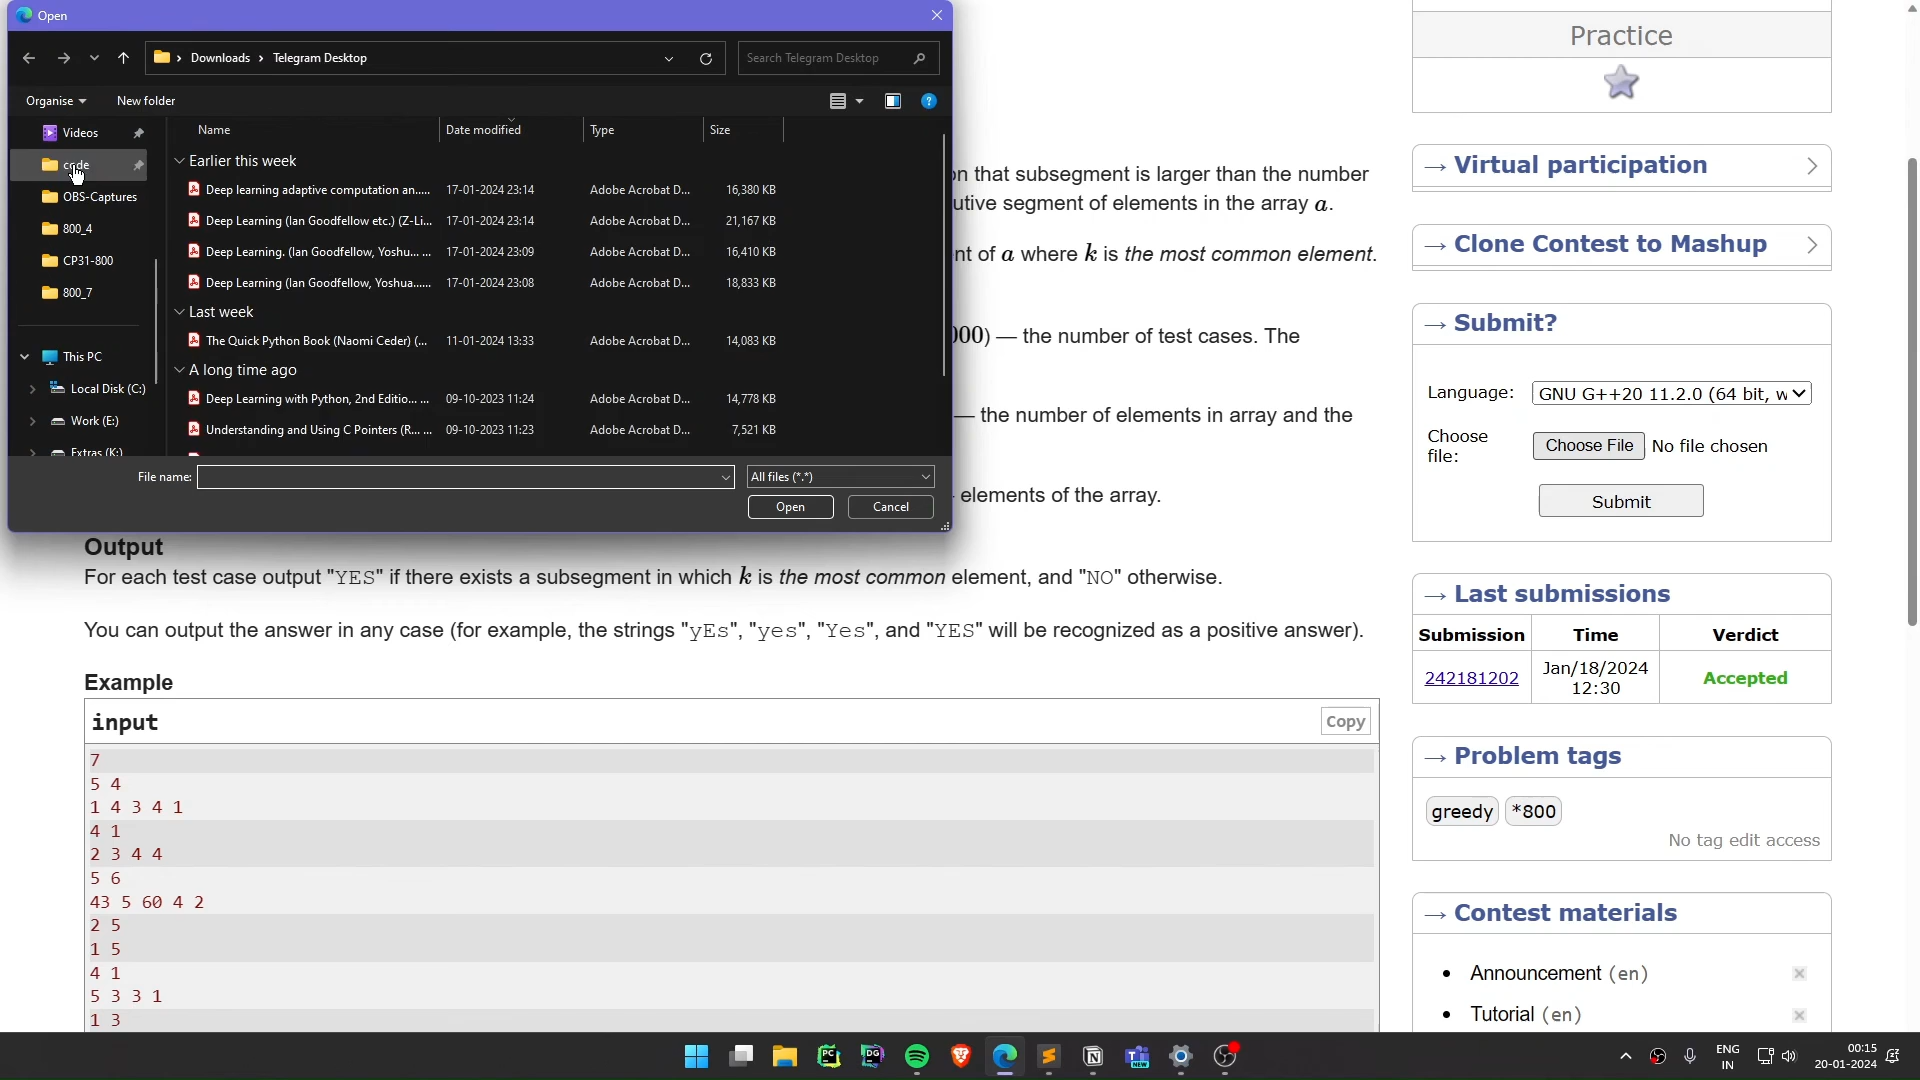 Open
Downloads > Telegram Desktop
Search Telegram Desktop
Organise
New folder
Videos
code
OBS-Captures
800_4
CP31-800
800_7
This PC
Local Disk (C:)
Work (E:)
Extras (K:)
Name Date modified Type Size
Earlier this week
Deep learning adaptive computation an..... 17-01-2024 23:14 Adobe Acrobat D... 16,380 KB
Deep Learning (Ian Goodfellow etc.) (Z-Li... 17-01-2024 23:14 Adobe Acrobat D... 21,167 KB
Deep Learning. (Ian Goodfellow, Yoshu... ... 17-01-2024 23:09 Adobe Acrobat D... 16,410 KB
Deep Learning (Ian Goodfellow, Yoshua...... 17-01-2024 23:08 Adobe Acrobat D... 18,833 KB
Last week
The Quick Python Book (Naomi Ceder) (... 11-01-2024 13:33 Adobe Acrobat D... 14,083 KB
A long time ago
Deep Learning with Python, 2nd Editio... ... 09-10-2023 11:24 Adobe Acrobat D... 14,778 KB
Understanding and Using C Pointers (R... ... 09-10-2023 11:23 Adobe Acrobat D... 7,521 KB
File name:
All files (*.*)
Open
Cancel
on that subsegment is larger than the number
utive segment of elements in the array a.
nt of a where k is the most common element.
000) — the number of test cases. The
— the number of elements in array and the
elements of the array.
Output
For each test case output "YES" if there exists a subsegment in which k is the most common element, and "NO" otherwise.
You can output the answer in any case (for example, the strings "yEs", "yes", "Yes", and "YES" will be recognized as a positive answer).
Example
input
Copy
7
5 4
1 4 3 4 1
4 1
2 3 4 4
5 6
43 5 60 4 2
2 5
1 5
4 1
5 3 3 1
1 3
Practice
→ Virtual participation
→ Clone Contest to Mashup
→ Submit?
Language: GNU G++20 11.2.0 (64 bit, w
Choose
file:
Choose File No file chosen
Submit
→ Last submissions
Submission Time Verdict
242181202 Jan/18/2024
12:30
Accepted
→ Problem tags
greedy *800
No tag edit access
→ Contest materials
• Announcement (en)
• Tutorial (en)
PC
DG
NEW
ENG
IN
00:15
20-01-2024